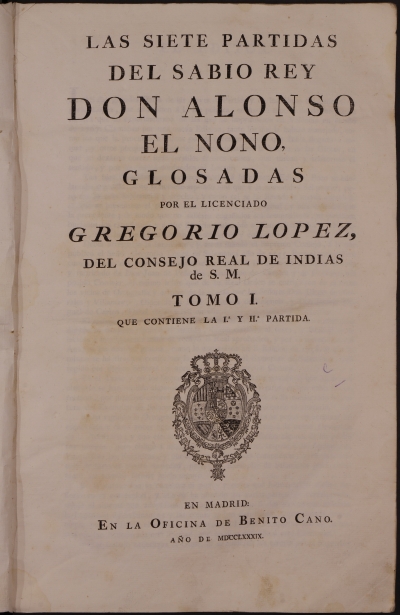 LAS SIETE PARTIDAS
DEL SABIO REY
DON ALONSO
EL NONO,
GLOSADAS
POR EL LICENCIADO
GREGORIO LOPEZ,
DEL CONSEJO REAL DE INDIAS
de S. M.
TOMO I.
QUE CONTIENE LA I.ª Y II.ª PARTIDA.
EN MADRID:
EN LA OFICINA DE BENITO CANO.
AÑO DE MDCCLXXXIX.